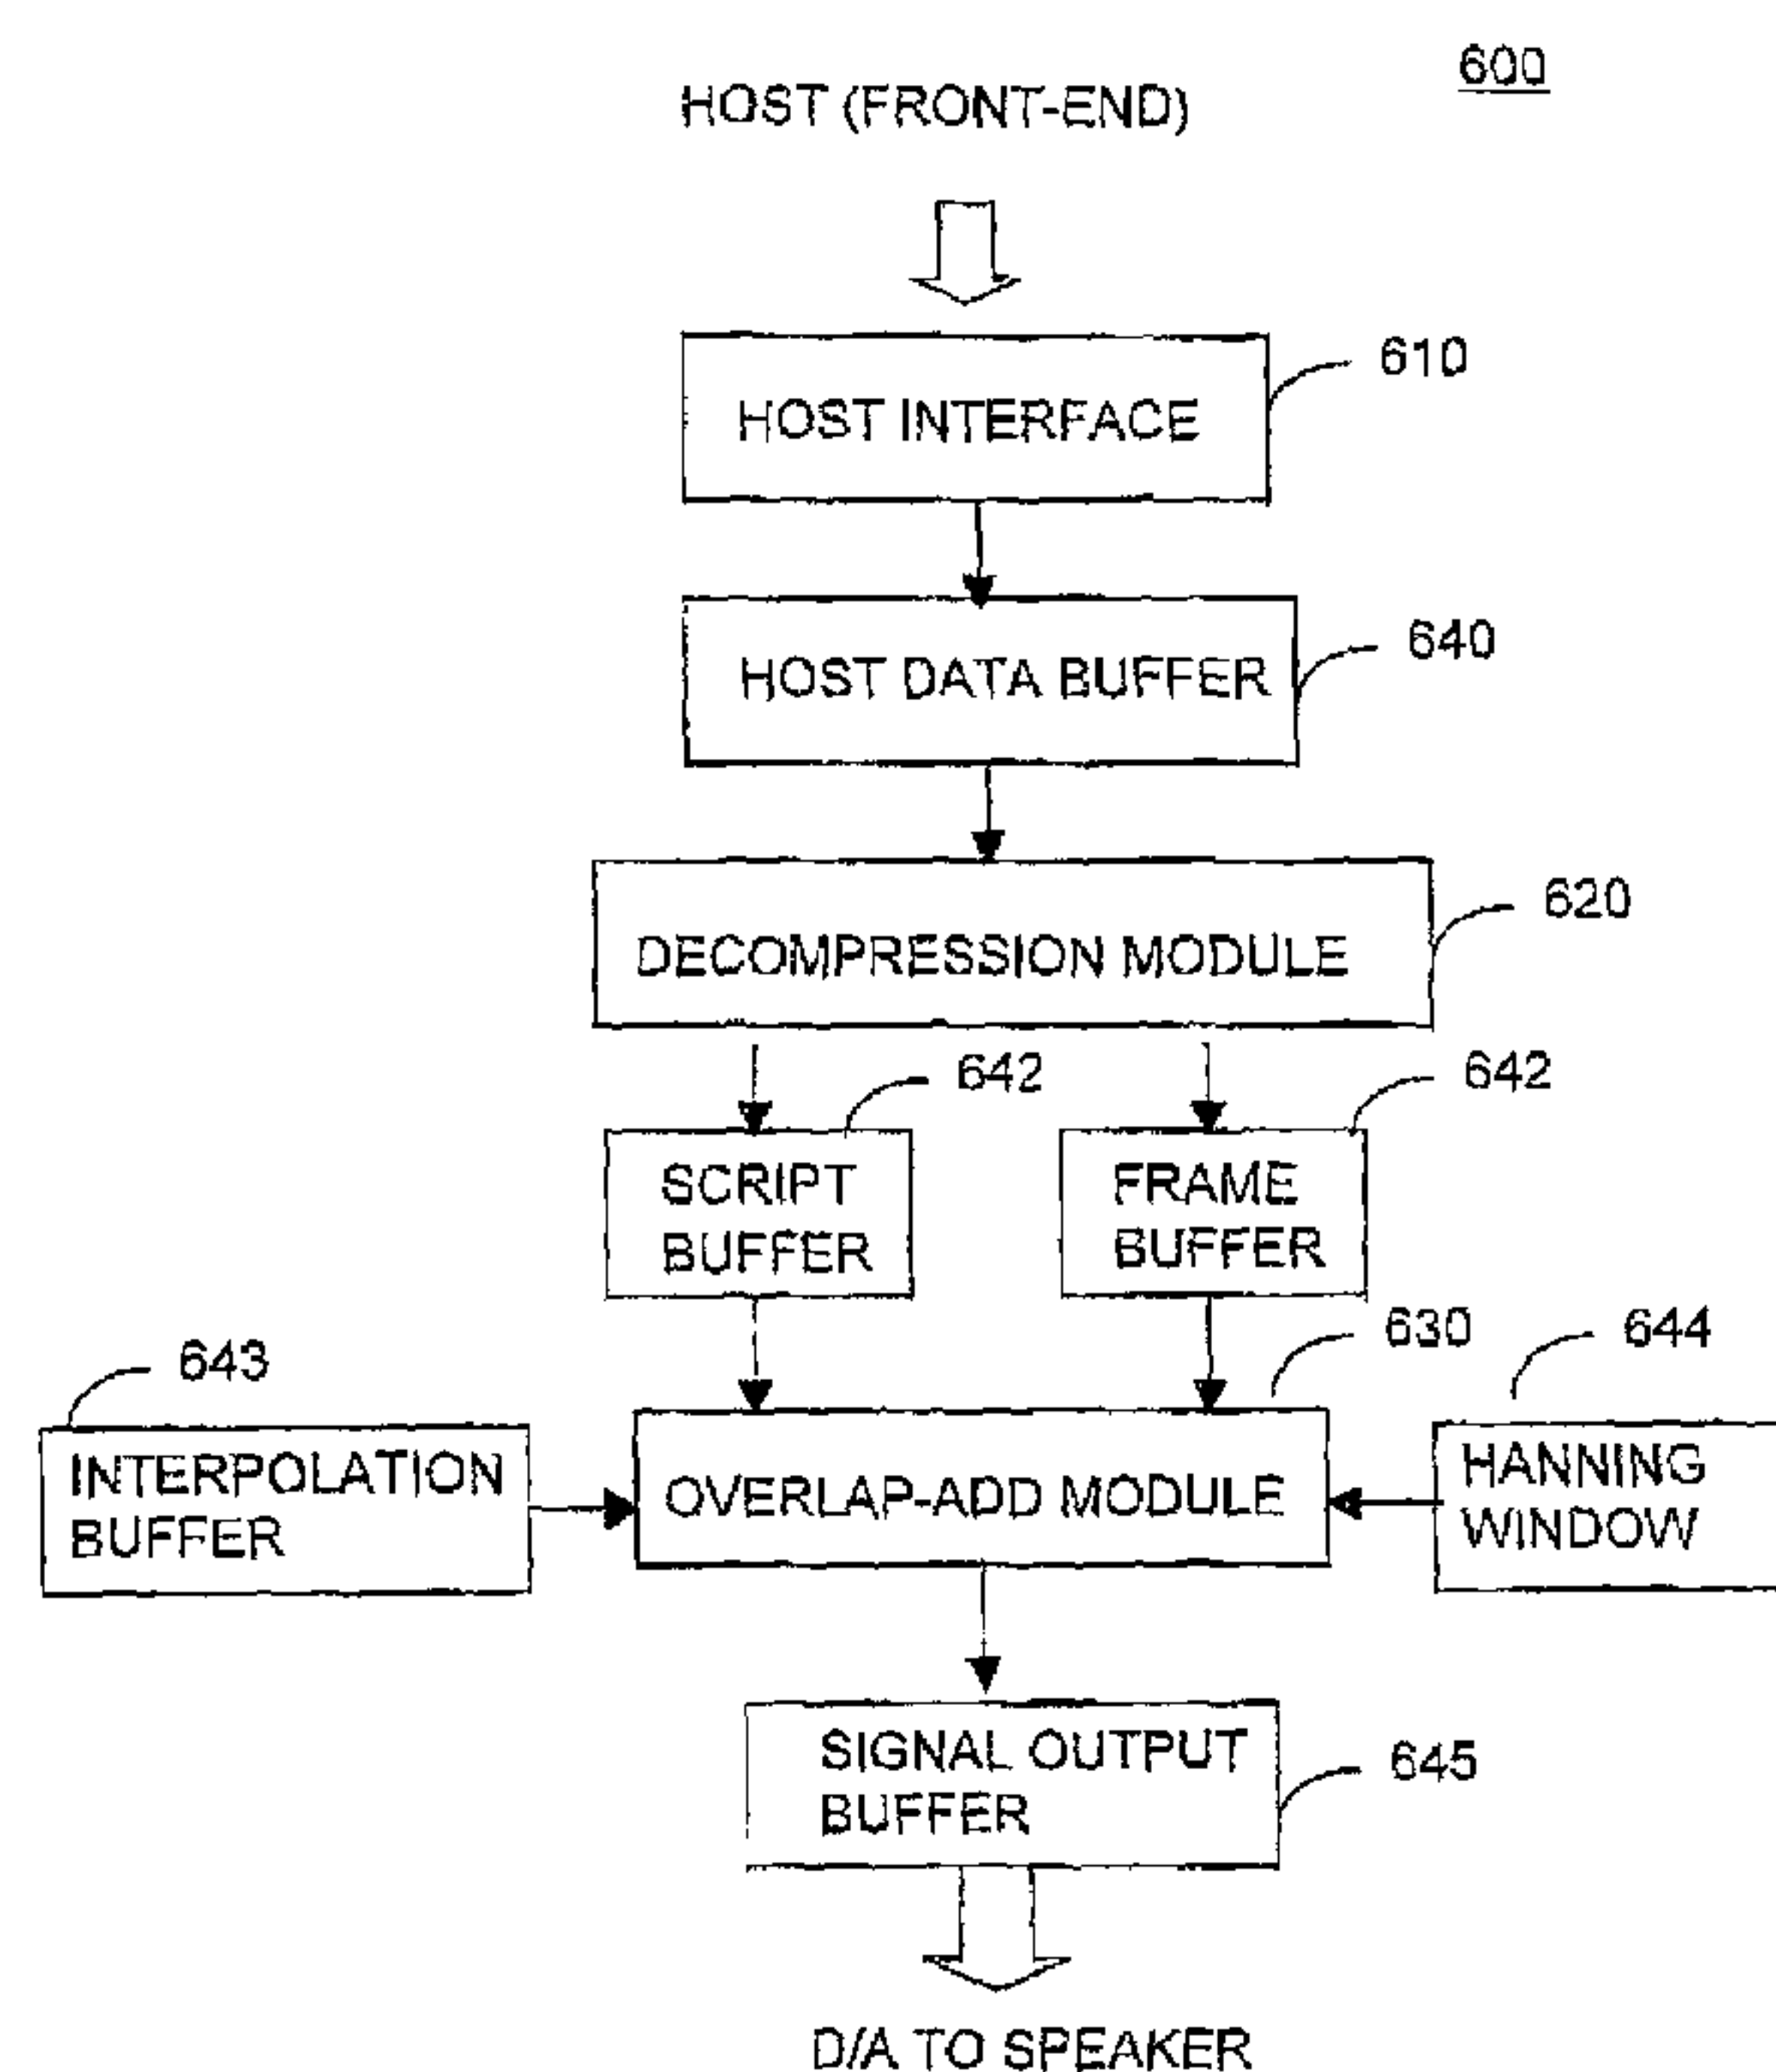 600
HOST (FRONT-END)
610
HOST INTERFACE
640
HOST DATA BUFFER
620
DECOMPRESSION MODULE
642
642
SCRIPT
BUFFER
FRAME
BUFFER
630
644
643
INTERPOLATION
BUFFER
OVERLAP-ADD MODULE
HANNING
WINDOW
SIGNAL OUTPUT
BUFFER
645
D/A TO SPEAKER